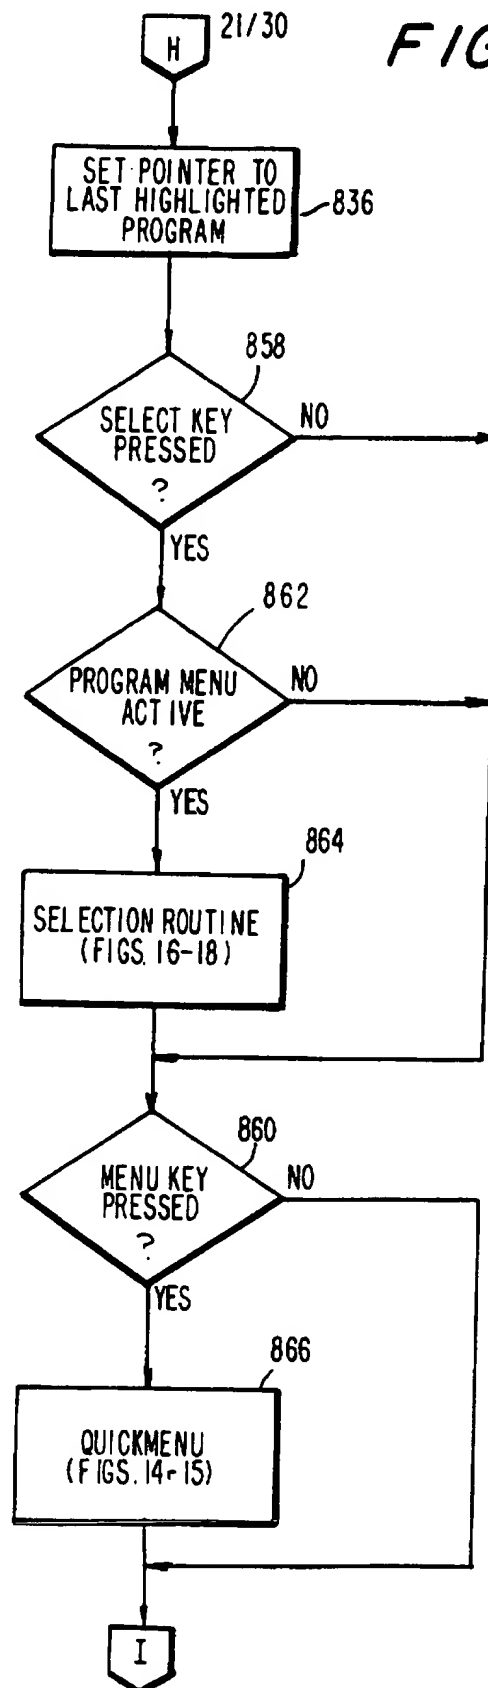 21/30
FIG
H
SET POINTER TO
LAST HIGHLIGHTED
PROGRAM
836
858
SELECT KEY
PRESSED
?
NO
YES
862
PROGRAM MENU
ACTIVE
?
NO
YES
864
SELECTION ROUTINE
(FIGS. 16-18)
860
MENU KEY
PRESSED
?
NO
YES
866
QUICKMENU
(FIGS. 14-15)
I